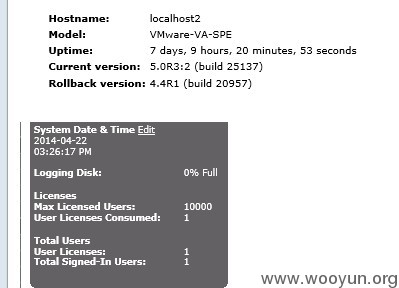 Hostname: localhost2
Model: VMware-VA-SPE
Uptime: 7 days, 9 hours, 20 minutes, 53 seconds
Current version: 5.0R3:2 (build 25137)
Rollback version: 4.4R1 (build 20957)
System Date & Time Edit
2014-04-22
03:26:17 PM
Logging Disk: 0% Full
Licenses
Max Licensed Users: 10000
User Licenses Consumed: 1
Total Users
User Licenses: 1
Total Signed-In Users: 1
www.wooyun.org